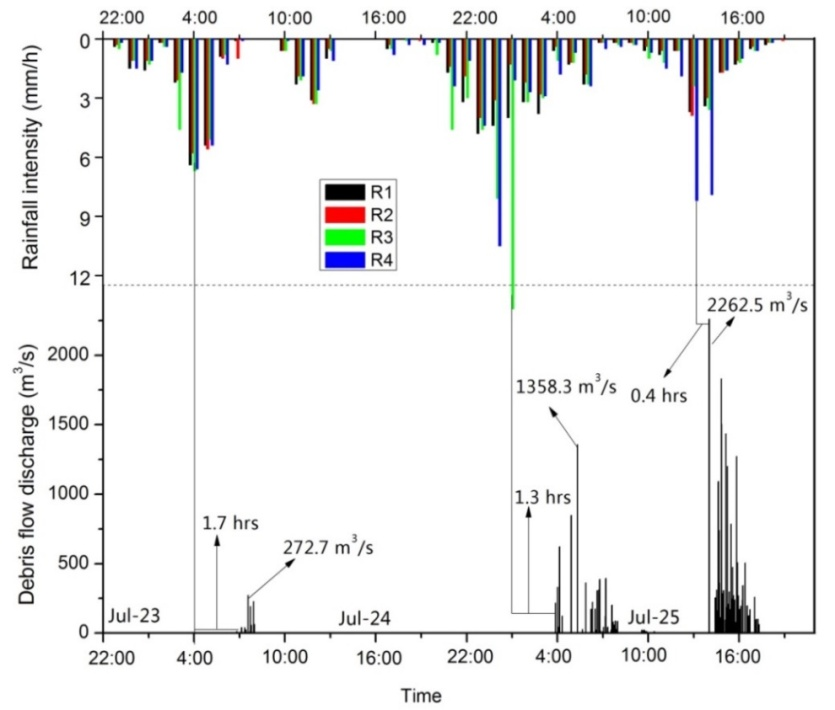 22:00 4:00 10:00 16:00 22:00 4:00 10:00 16:00
0
3
6
9
12
Rainfall intensity (mm/h)
R1
R2
R3
R4
2262.5 m³/s
0.4 hrs
1358.3 m³/s
1.3 hrs
1.7 hrs
272.7 m³/s
2000
1500
1000
500
0
Debris flow discharge (m³/s)
Jul-23 Jul-24 Jul-25
22:00 4:00 10:00 16:00 22:00 4:00 10:00 16:00
Time